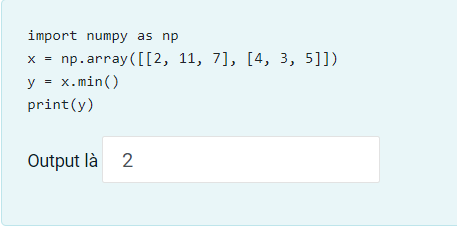 import numpy as np
x = np.array([[2, 11, 7], [4, 3, 5]])
y = x.min()
print(y)
Output là 2